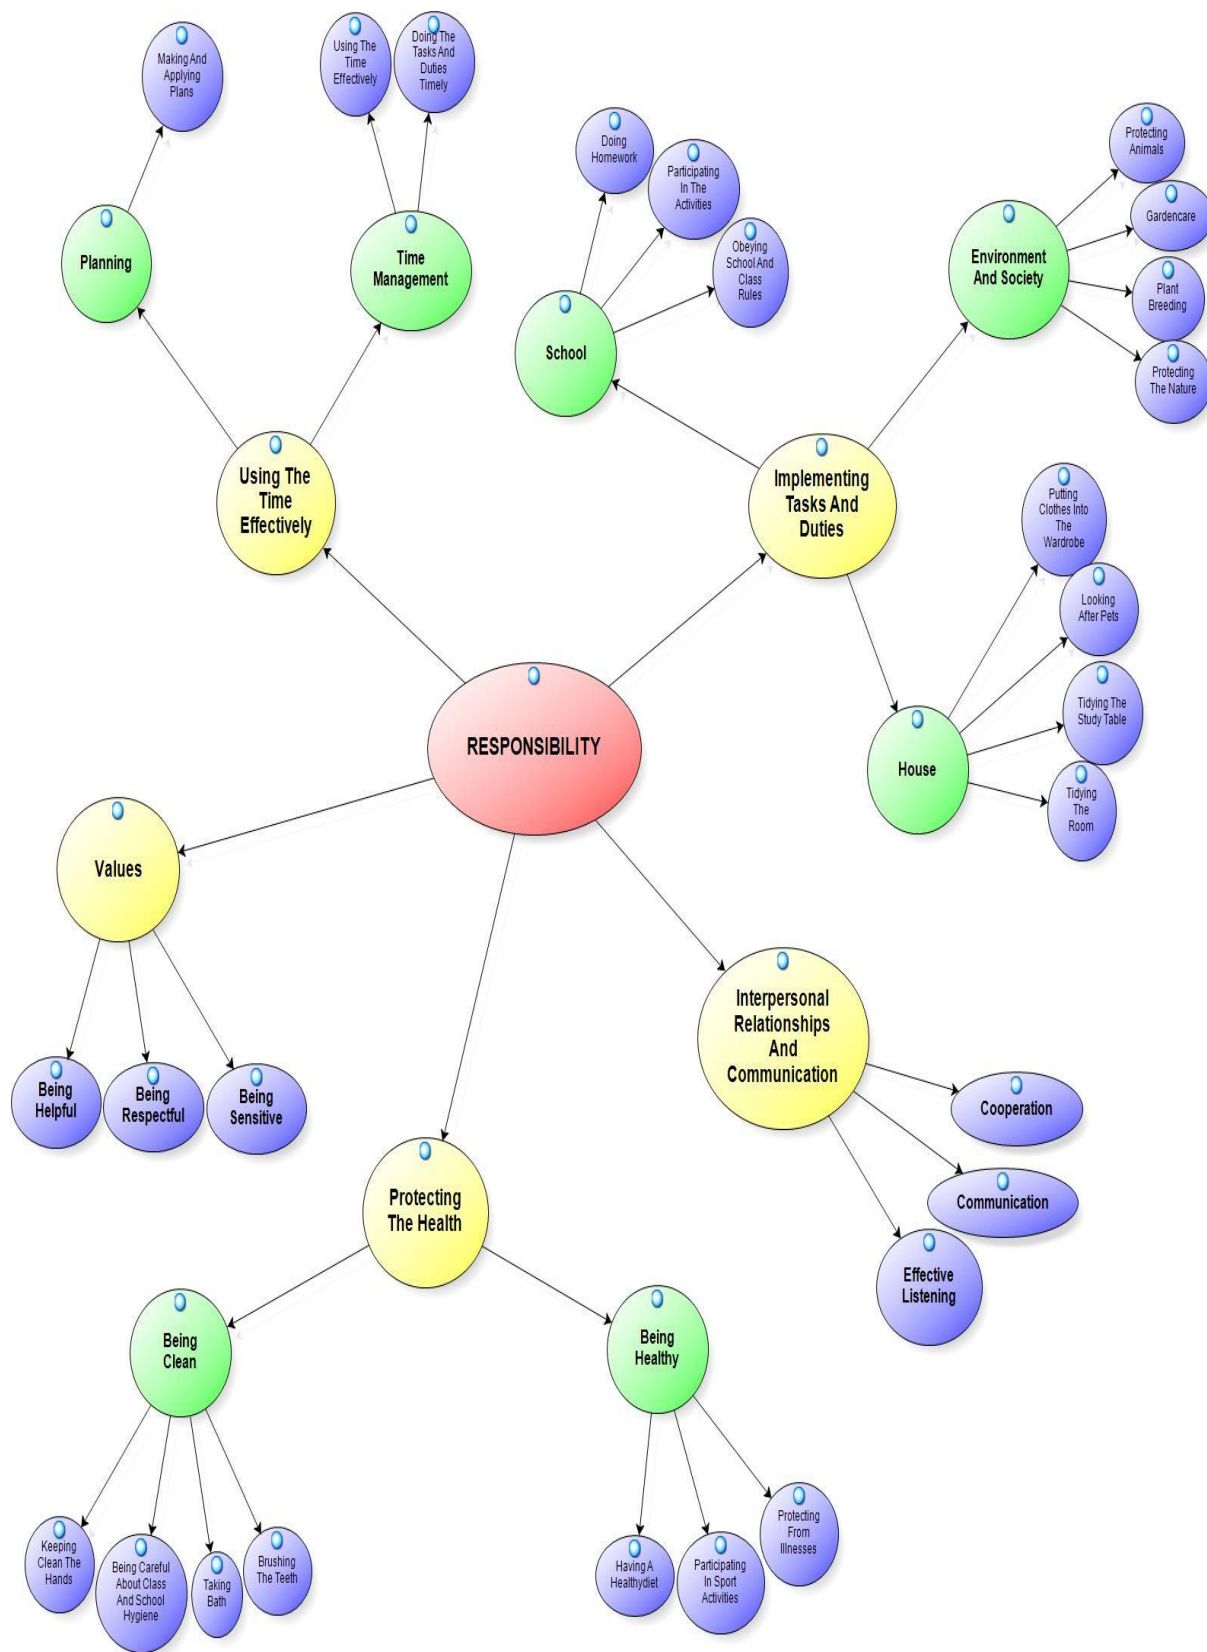 Making And
Applying
Plans
Using The
Time
Effectively
Doing The
Tasks And
Duties
Timely
Planning
Time
Management
Using The
Time
Effectively
Doing
Homework
Participating
In The
Activities
Obeying
School And
Class
Rules
School
Protecting
Animals
Gardencare
Plant
Breeding
Protecting
The Nature
Environment
And Society
Implementing
Tasks And
Duties
Putting
Clothes Into
The
Wardrobe
Looking
After Pets
Tidying The
Study Table
Tidying
The
Room
House
RESPONSIBILITY
Values
Being
Helpful
Being
Respectful
Being
Sensitive
Interpersonal
Relationships
And
Communication
Cooperation
Communication
Effective
Listening
Protecting
The Health
Being
Clean
Being
Healthy
Keeping
Clean The
Hands
Being Careful
About Class
And School
Hygiene
Taking
Bath
Brushing
The Teeth
Having A
Healthydiet
Participating
In Sport
Activities
Protecting
From
Illnesses